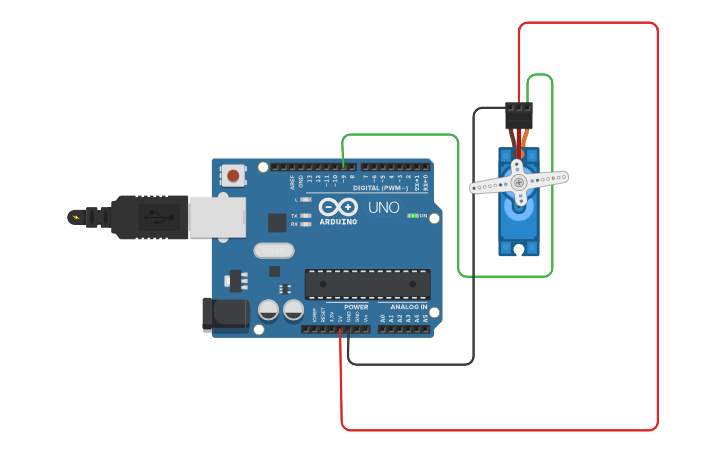 AREF
GND
13
12
~11
~10
~9
8
7
~6
~5
4
~3
2
TX→1
RX←0
DIGITAL (PWM~)
L
TX
RX
UNO
ARDUINO
ON
POWER
ANALOG IN
IOREF
RESET
3.3V
5V
GND
GND
Vin
A0
A1
A2
A3
A4
A5